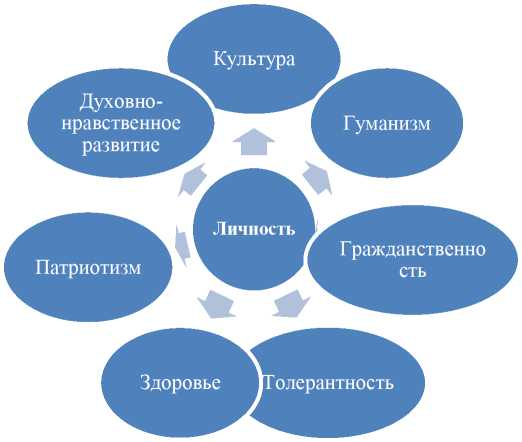 Культура
Духовно-
нравственное
развитие
Гуманизм
Личность
Патриотизм
Гражданственно
сть
Здоровье
Толерантность